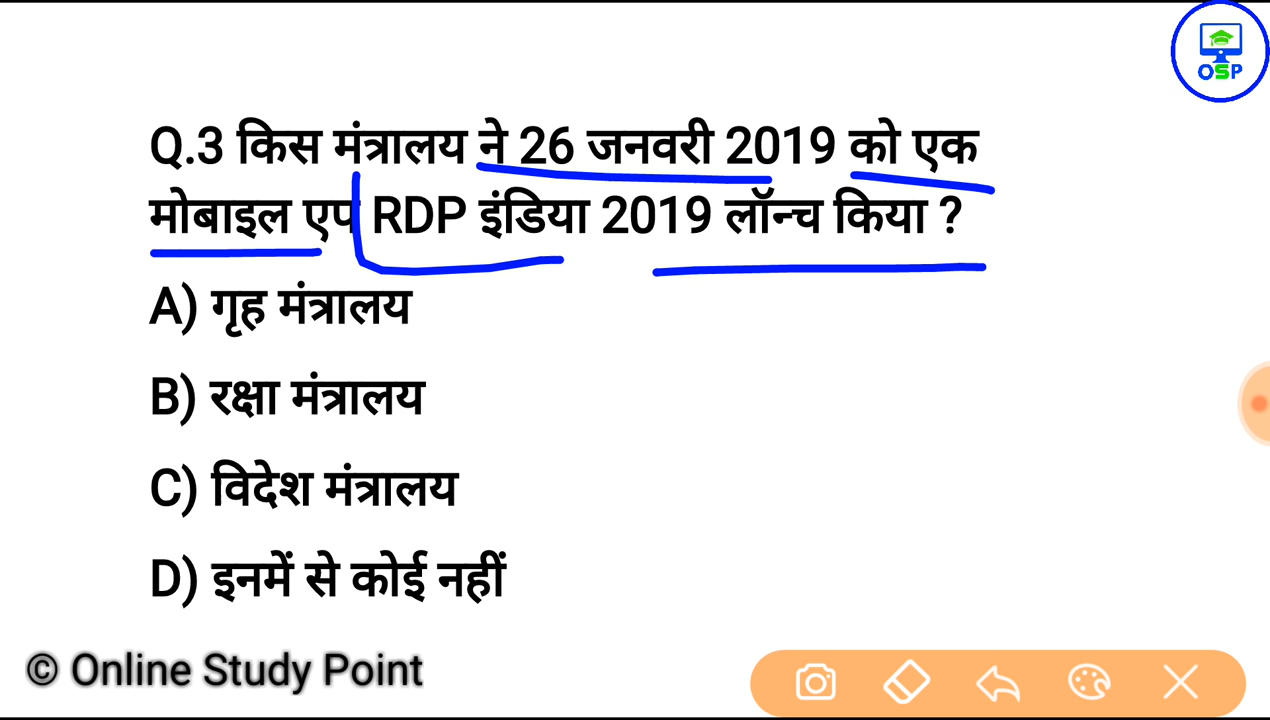 OSP
Q.3 किस मंत्रालय ने 26 जनवरी 2019 को एक
मोबाइल एप RDP इंडिया 2019 लॉन्च किया ?
A) गृह मंत्रालय
B) रक्षा मंत्रालय
C) विदेश मंत्रालय
D) इनमें से कोई नहीं
© Online Study Point